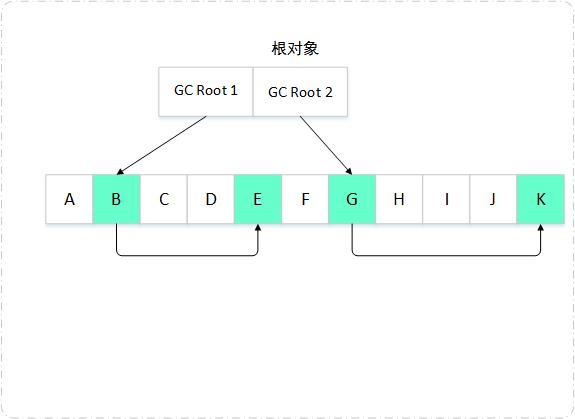 根对象
GC Root 1 GC Root 2
A B C D E F G H I J K